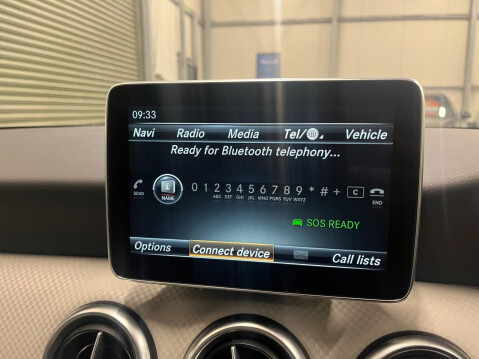 09:33
Navi Radio Media Tel/ Vehicle
Ready for Bluetooth telephony...
0 1 2 3 4 5 6 7 8 9 * # + C
SEND NAME ABC DEF GHI JKL MNO PQRS TUV WXYZ END
SOS READY
Options Connect device Call lists